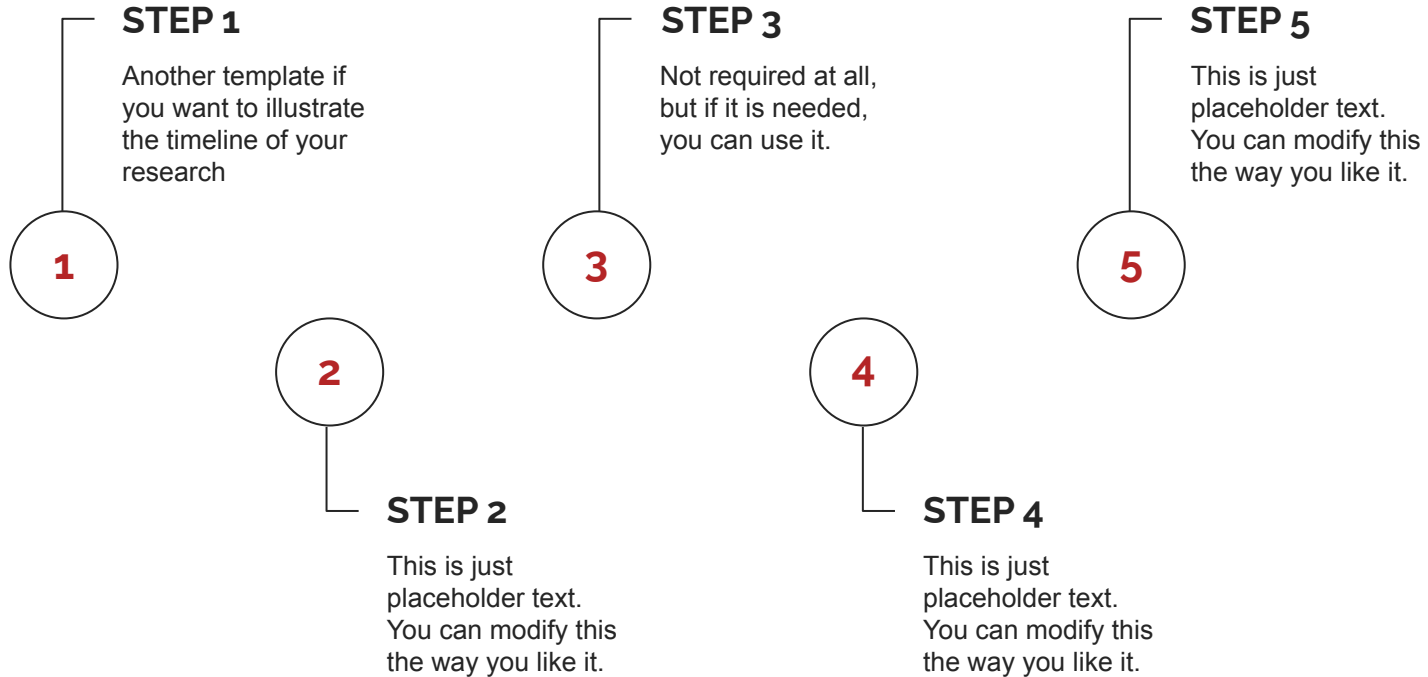 STEP 1
Another template if
you want to illustrate
the timeline of your
research
1
2
STEP 2
This is just
placeholder text.
You can modify this
the way you like it.
STEP 3
Not required at all,
but if it is needed,
you can use it.
3
4
STEP 4
This is just
placeholder text.
You can modify this
the way you like it.
STEP 5
This is just
placeholder text.
You can modify this
the way you like it.
5